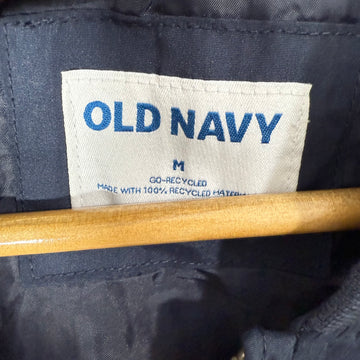 OLD NAVY
M
GO-RECYCLED
MADE WITH 100% RECYCLED